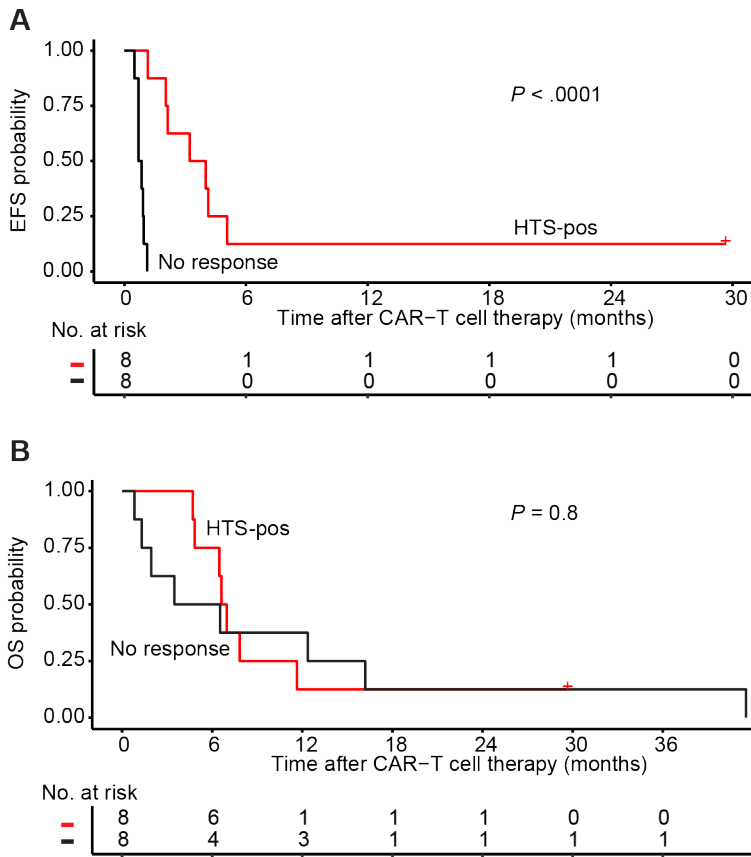 A
1.00
0.75
0.50
0.25
0.00
EFS probability
P < .0001
HTS-pos
No response
0 6 12 18 24 30
Time after CAR−T cell therapy (months)
No. at risk
8 1 1 1 1 0
8 0 0 0 0 0
B
1.00
0.75
0.50
0.25
0.00
OS probability
P = 0.8
HTS-pos
No response
0 6 12 18 24 30 36
Time after CAR−T cell therapy (months)
No. at risk
8 6 1 1 1 0 0
8 4 3 1 1 1 1